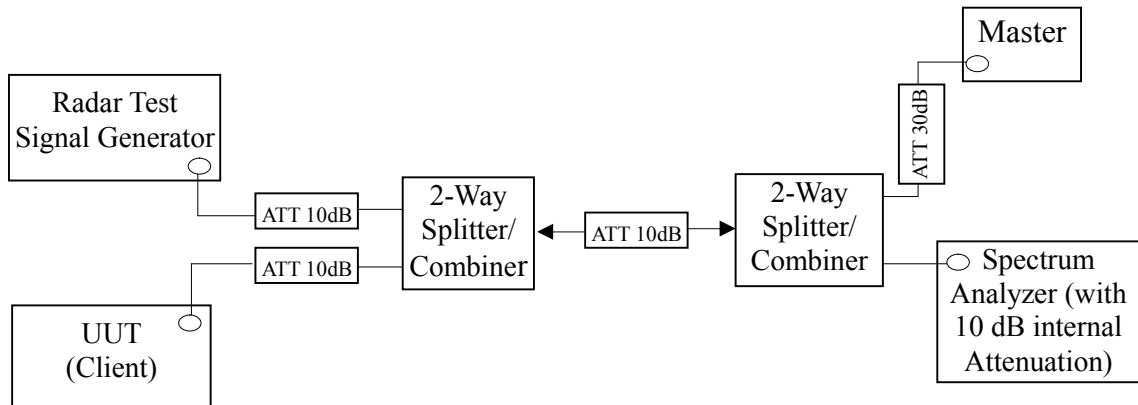 Master
Radar Test
Signal Generator
ATT 30dB
2-Way
Splitter/
Combiner
2-Way
Splitter/
Combiner
ATT 10dB
ATT 10dB
ATT 10dB
UUT
(Client)
Spectrum
Analyzer (with
10 dB internal
Attenuation)